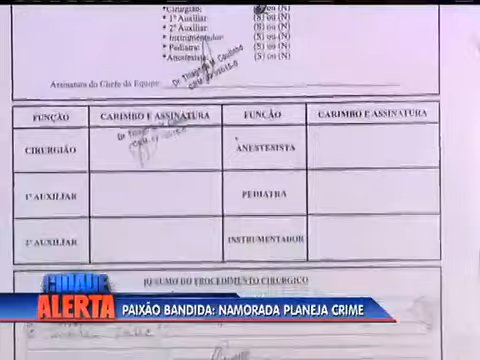 *Cirurgião: (S) ou (N)
* 1º Auxiliar: (S) ou (N)
* 2º Auxiliar: (S) ou (N)
* Instrumentador: (S) ou (N)
* Pediatra: (S) ou (N)
*Anestesista: (S) ou (N)
Assinatura do Chefe da Equipe:
FUNÇÃO CARIMBO E ASSINATURA FUNÇÃO CARIMBO E ASSINATURA
CIRURGIÃO ANESTESISTA
1º AUXILIAR PEDIATRA
2º AUXILIAR INSTRUMENTADOR
RESUMO DO PROCEDIMENTO CIRÚRGICO
CIDADE
ALERTA
PAIXÃO BANDIDA: NAMORADA PLANEJA CRIME